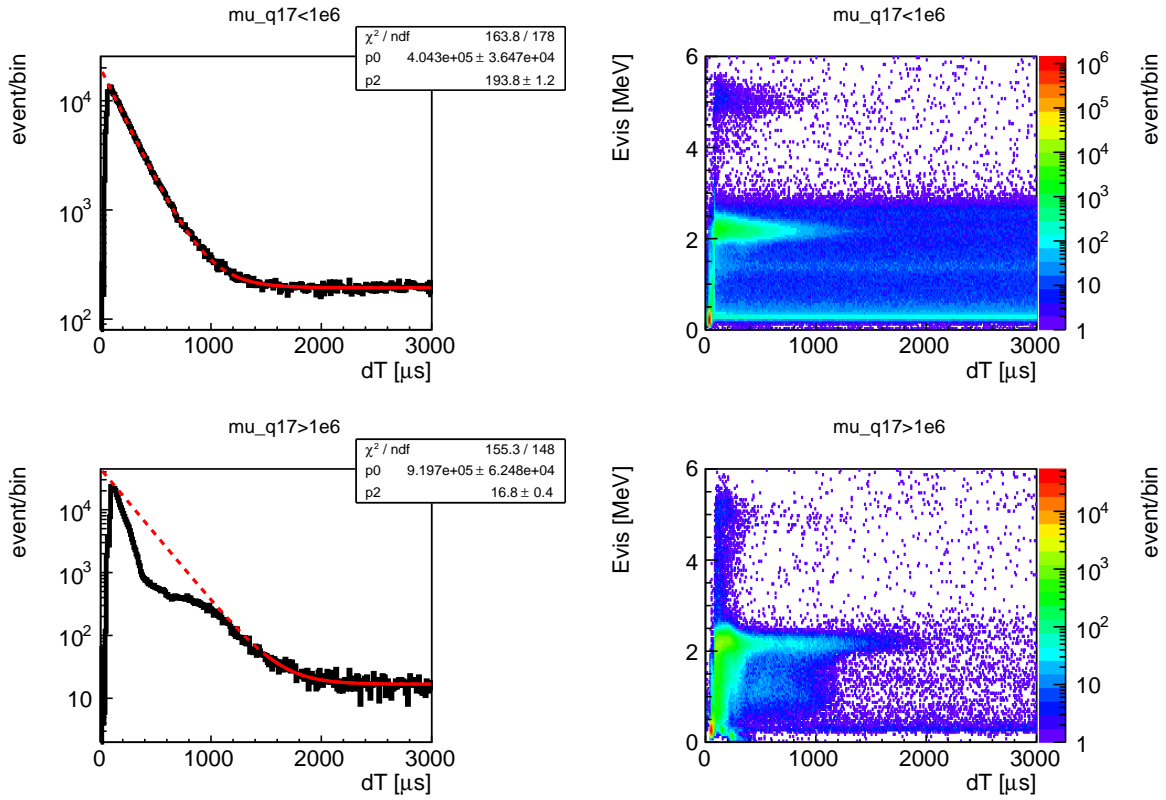 mu_q17<1e6
event/bin
χ² / ndf 163.8 / 178
p0 4.043e+05 ± 3.647e+04
p2 193.8 ± 1.2
10⁴
10³
10²
0 1000 2000 3000
dT [μs]
mu_q17<1e6
Evis [MeV]
6
4
2
0
0 1000 2000 3000
dT [μs]
event/bin
10⁶
10⁵
10⁴
10³
10²
10
1
mu_q17>1e6
event/bin
χ² / ndf 155.3 / 148
p0 9.197e+05 ± 6.248e+04
p2 16.8 ± 0.4
10⁴
10³
10²
10
0 1000 2000 3000
dT [μs]
mu_q17>1e6
Evis [MeV]
6
4
2
0
0 1000 2000 3000
dT [μs]
event/bin
10⁴
10³
10²
10
1